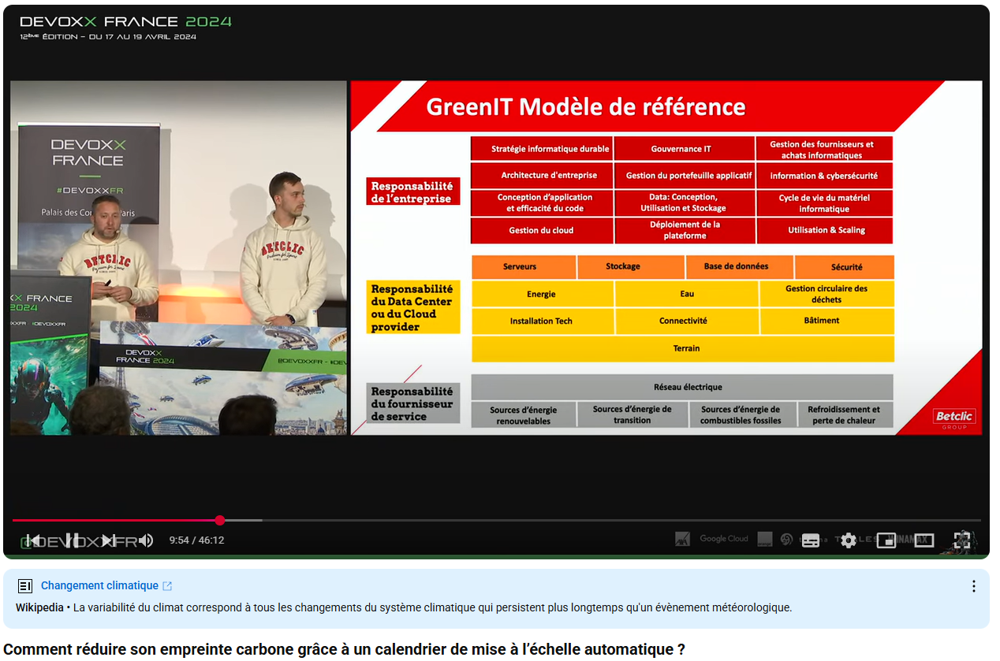 DEVOXX FRANCE 2024
12ÈME ÉDITION – DU 17 AU 19 AVRIL 2024
DEVOXX
FRANCE
#DEVOXXFR
Palais des Co
aris
BETCLIC
BETCLIC
X FRANCE
2024
XXFR #DEVOXXFR
DEVOXX
FRANCE 2024
@DEVOXXFR - #DEV
GreenIT Modèle de référence
Responsabilité
de l’entreprise
Stratégie informatique durable
Gouvernance IT
Gestion des fournisseurs et
achats informatiques
Architecture d'entreprise
Gestion du portefeuille applicatif
Information & cybersécurité
Conception d’application
et efficacité du code
Data: Conception,
Utilisation et Stockage
Cycle de vie du matériel
informatique
Gestion du cloud
Déploiement de la
plateforme
Utilisation & Scaling
Responsabilité
du Data Center
ou du Cloud
provider
Serveurs
Stockage
Base de données
Sécurité
Energie
Eau
Gestion circulaire des
déchets
Installation Tech
Connectivité
Bâtiment
Terrain
Responsabilité
du fournisseur
de service
Réseau électrique
Sources d’énergie
renouvelables
Sources d’énergie de
transition
Sources d’énergie de
combustibles fossiles
Refroidissement et
perte de chaleur
Betclic
GROUP
@DEVOXXFR
9:54 / 46:12
Google Cloud
Changement climatique
Wikipedia • La variabilité du climat correspond à tous les changements du système climatique qui persistent plus longtemps qu'un évènement météorologique.
Comment réduire son empreinte carbone grâce à un calendrier de mise à l’échelle automatique ?